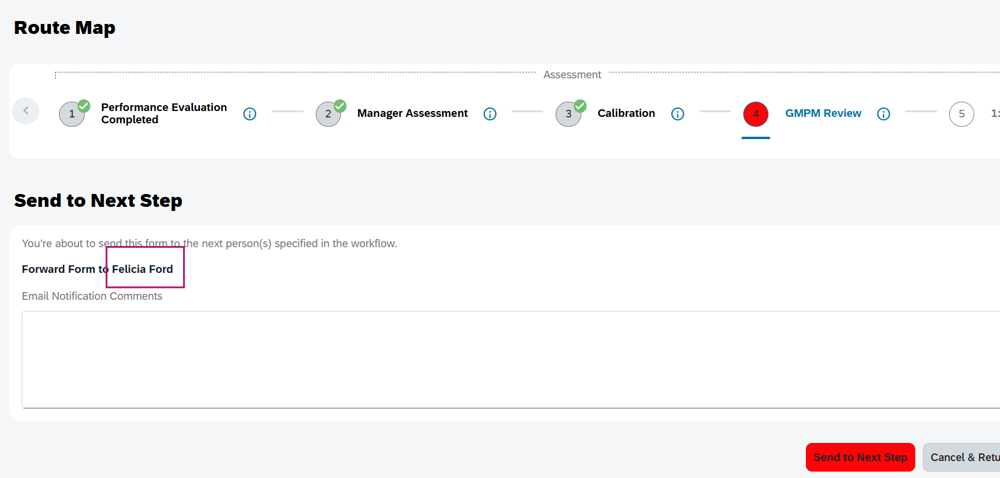 Route Map
Assessment
1 Performance Evaluation Completed
2 Manager Assessment
3 Calibration
4 GMPM Review
5 1:
Send to Next Step
You're about to send this form to the next person(s) specified in the workflow.
Forward Form to Felicia Ford
Email Notification Comments
Send to Next Step
Cancel & Retu